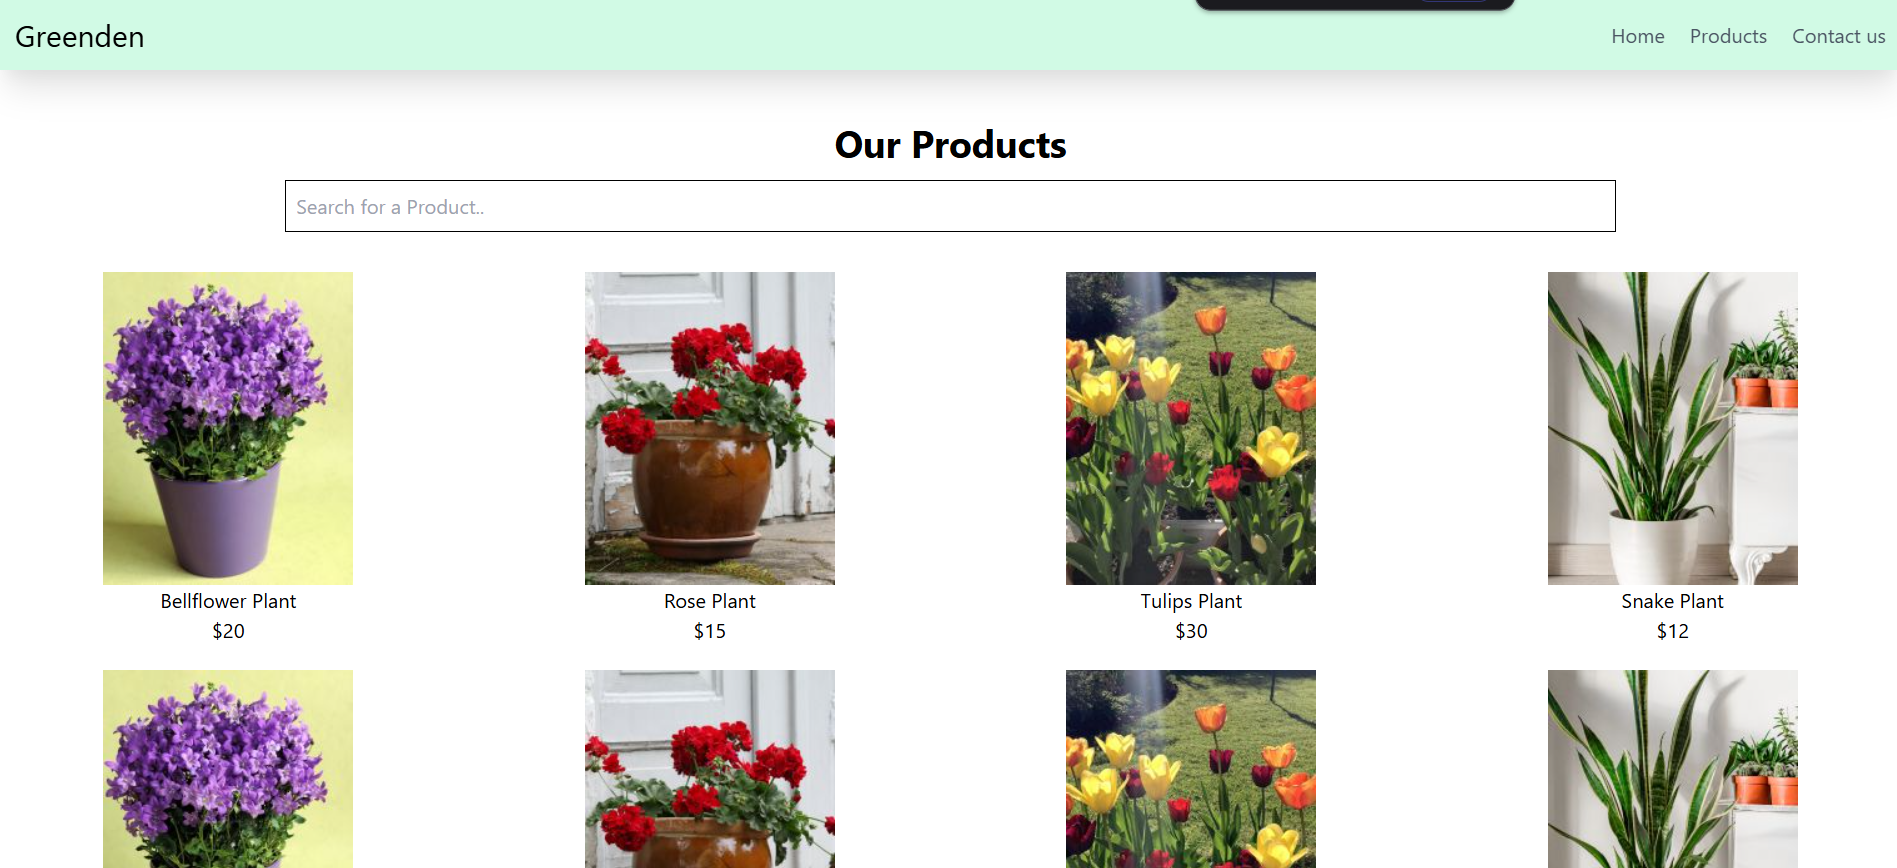 Greenden
Home Products Contact us
Our Products
Search for a Product..
Bellflower Plant
$20
Rose Plant
$15
Tulips Plant
$30
Snake Plant
$12